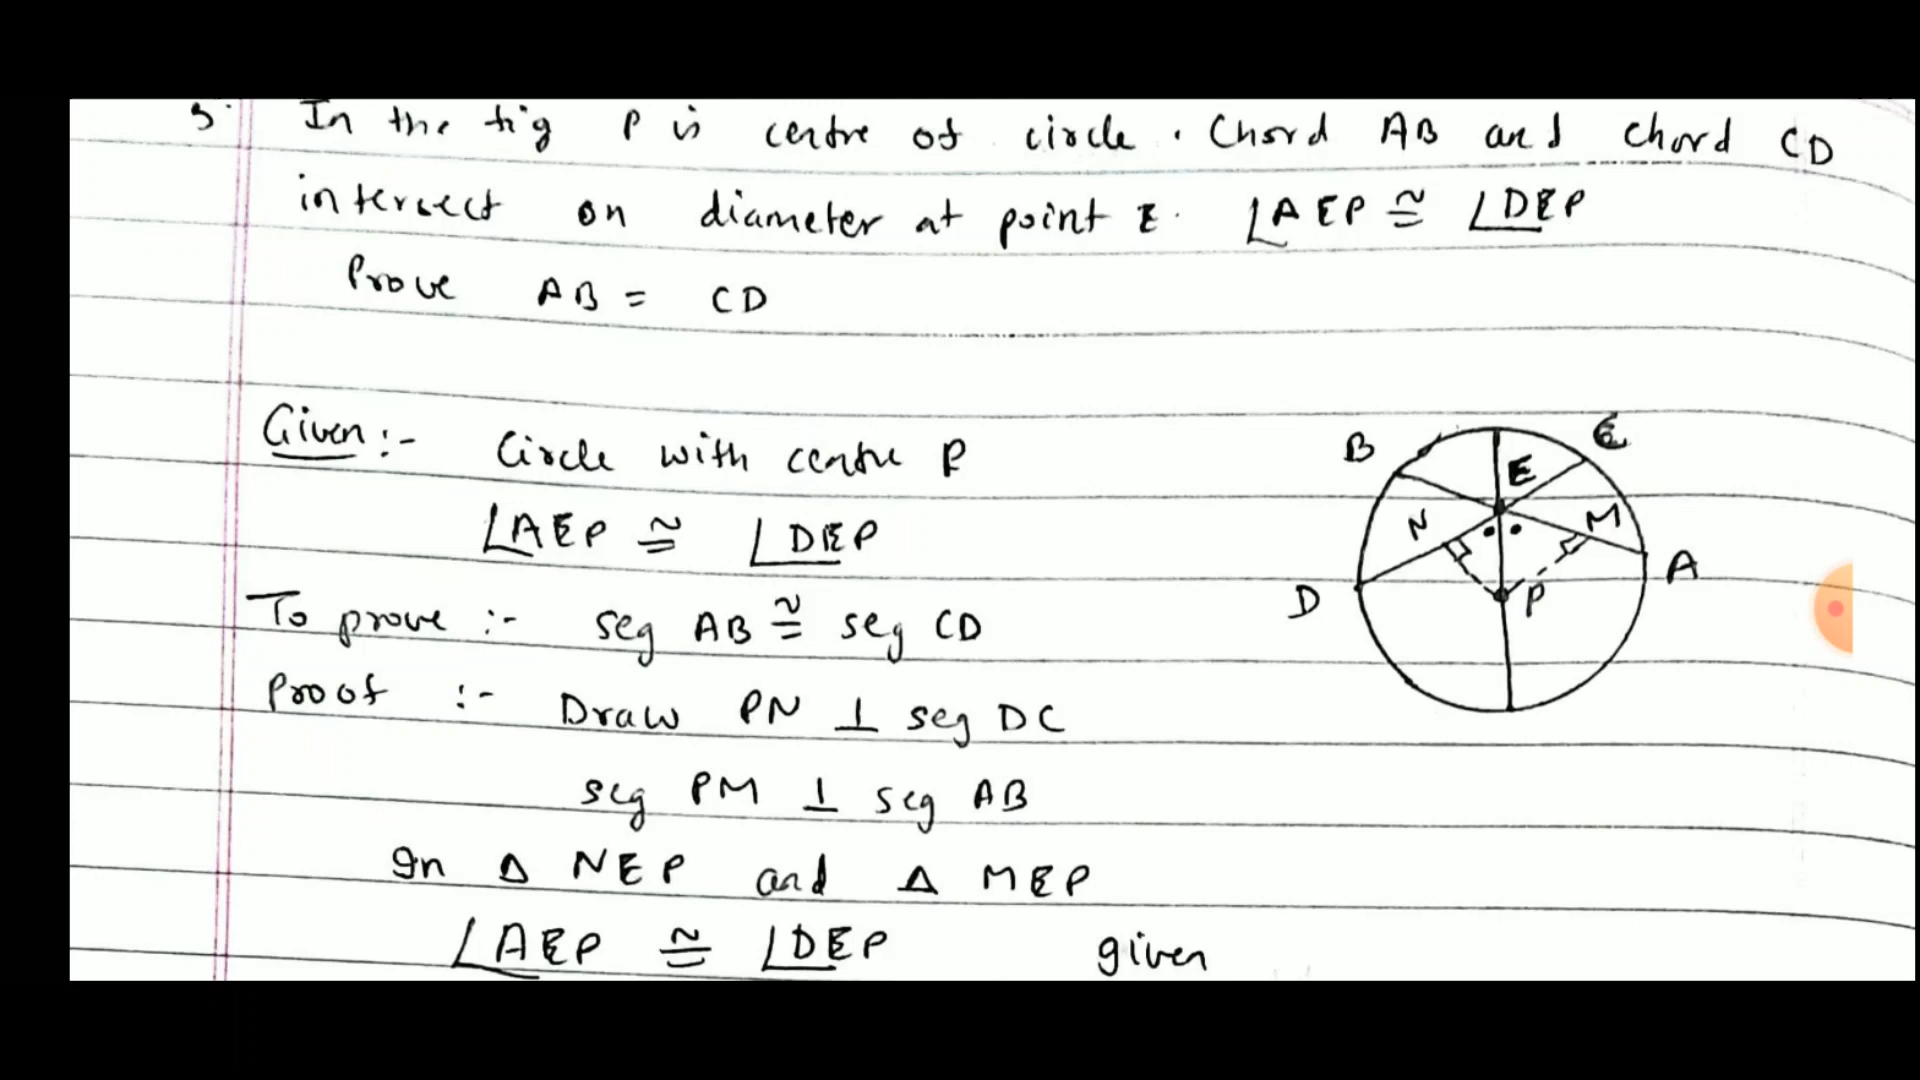 3. In the fig P is centre of circle. Chord AB and chord CD
intersect on diameter at point E. ∠AEP ≅ ∠DEP
Prove AB = CD
Given :- Circle with centre P
∠AEP ≅ ∠DEP
To prove :- seg AB ≅ seg CD
Proof :- Draw PN ⊥ seg DC
seg PM ⊥ seg AB
In Δ NEP and Δ MEP
∠AEP ≅ ∠DEP given
B
C
E
N
M
A
D
P